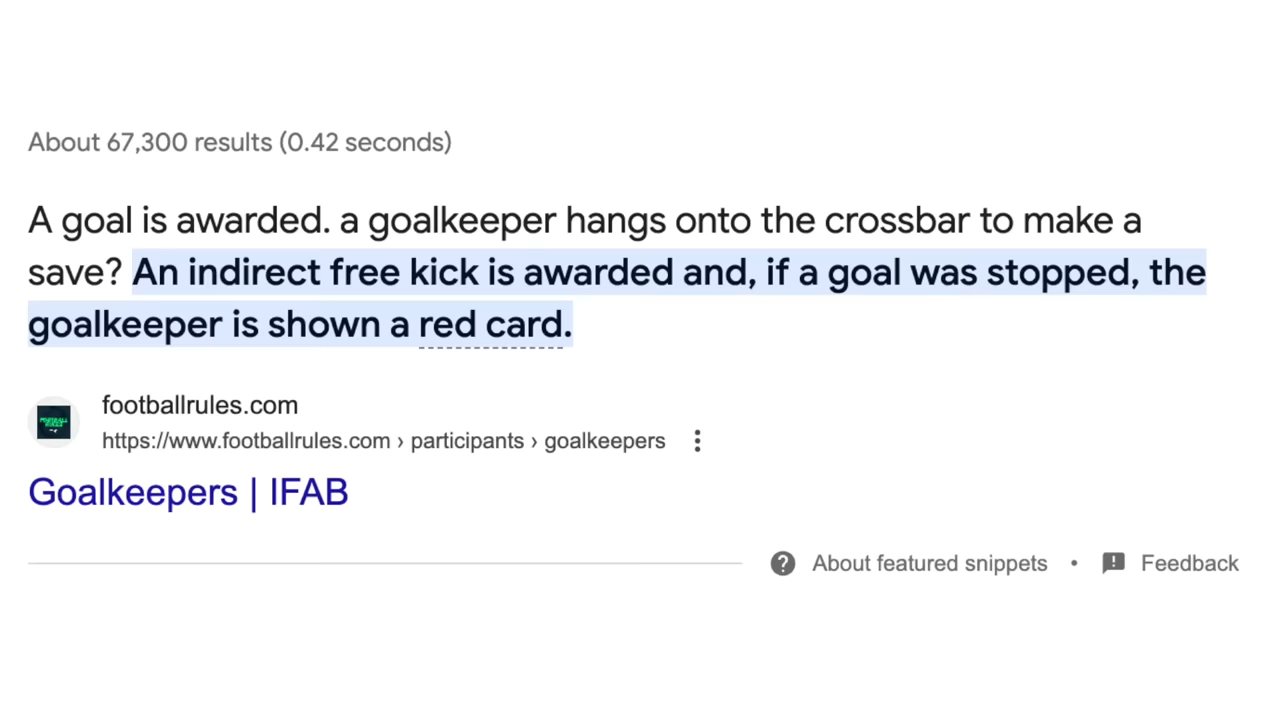 About 67,300 results (0.42 seconds)
A goal is awarded. a goalkeeper hangs onto the crossbar to make a
save? An indirect free kick is awarded and, if a goal was stopped, the
goalkeeper is shown a red card.
footballrules.com
https://www.footballrules.com › participants › goalkeepers
Goalkeepers | IFAB
About featured snippets • Feedback